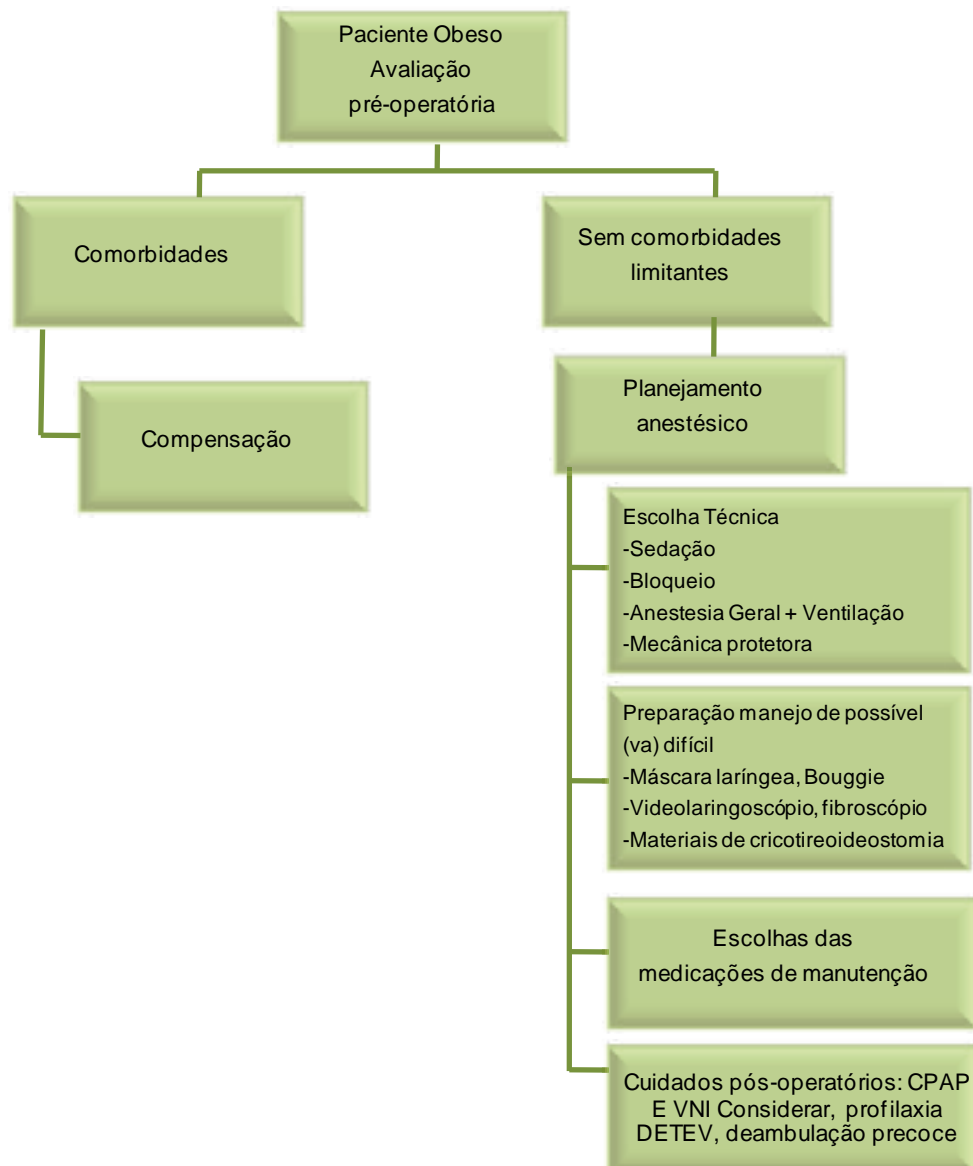 Paciente Obeso
Avaliação
pré-operatória
Comorbidades
Sem comorbidades
limitantes
Compensação
Planejamento
anestésico
Escolha Técnica
-Sedação
-Bloqueio
-Anestesia Geral + Ventilação
-Mecânica protetora
Preparação manejo de possível
(va) difícil
-Máscara laríngea, Bouggie
-Videolaringoscópio, fibroscópio
-Materiais de cricotireoideostomia
Escolhas das
medicações de manutenção
Cuidados pós-operatórios: CPAP
E VNI Considerar, profilaxia
DETEV, deambulação precoce